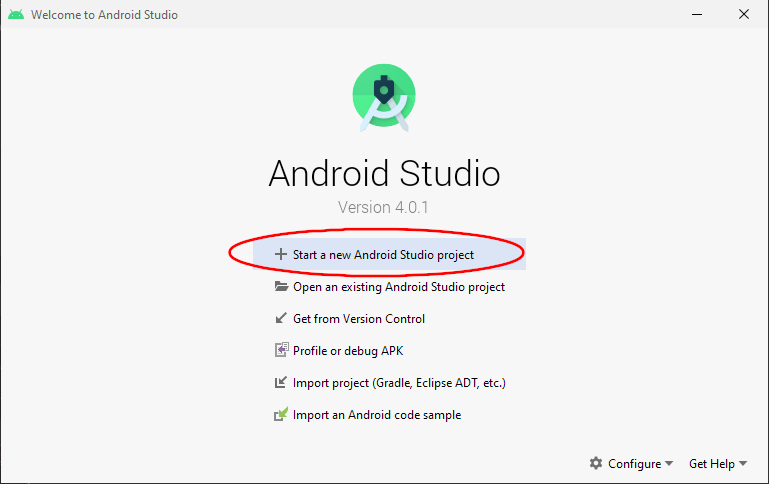 Welcome to Android Studio
Android Studio
Version 4.0.1
Start a new Android Studio project
Open an existing Android Studio project
Get from Version Control
Profile or debug APK
Import project (Gradle, Eclipse ADT, etc.)
Import an Android code sample
Configure Get Help